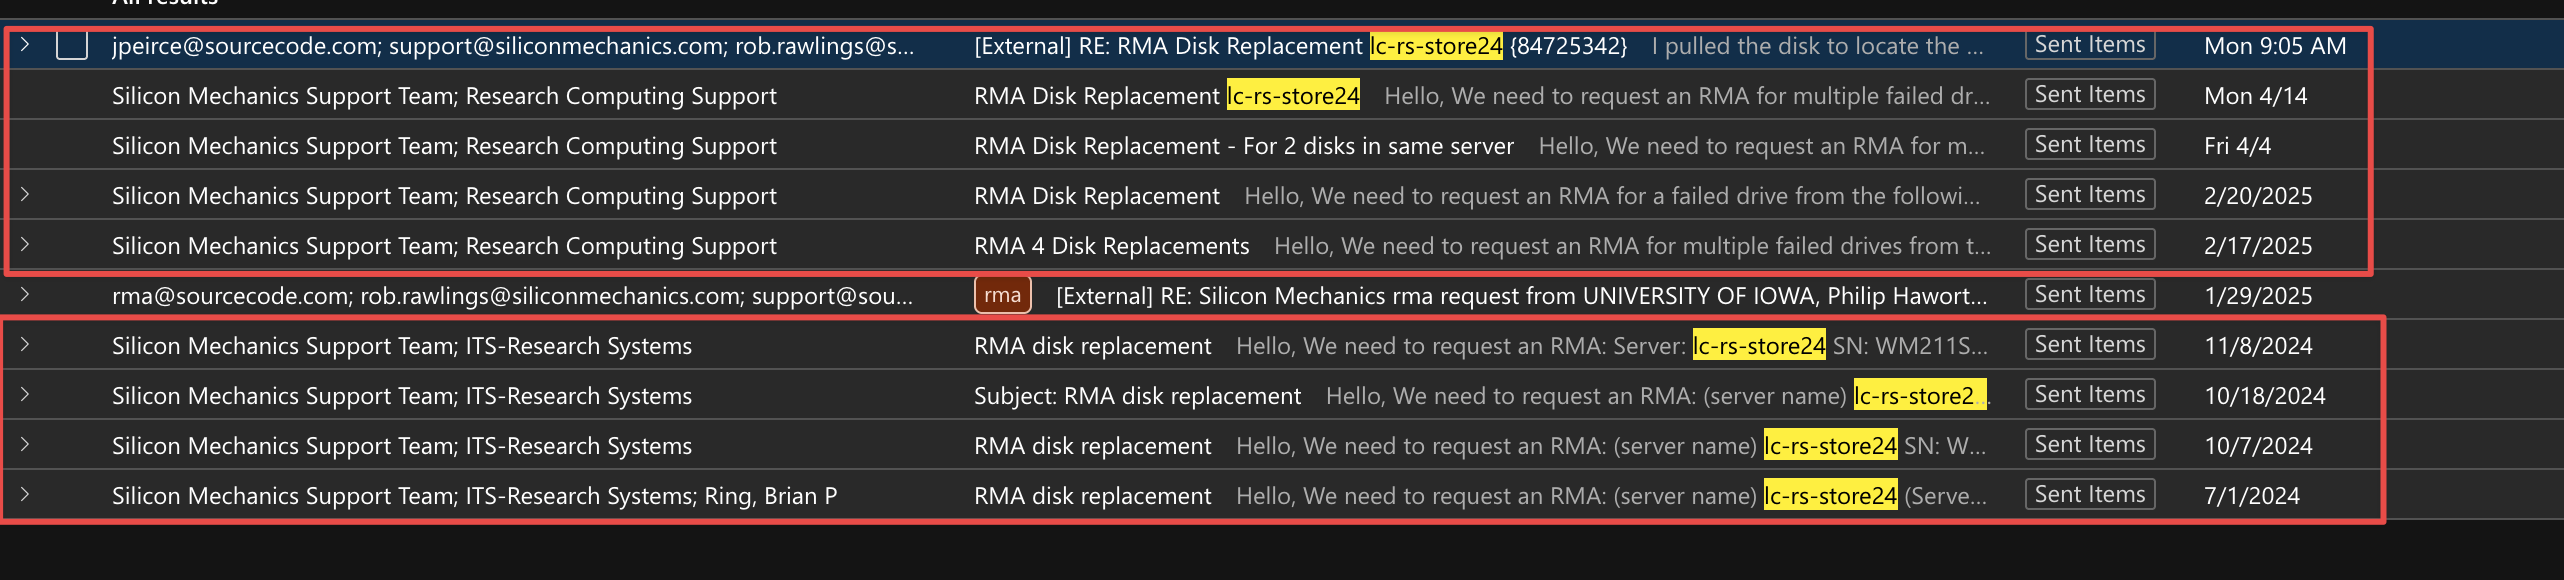 All results
jpeirce@sourcecode.com; support@siliconmechanics.com; rob.rawlings@s... [External] RE: RMA Disk Replacement lc-rs-store24 {84725342} I pulled the disk to locate the ... Sent Items Mon 9:05 AM
Silicon Mechanics Support Team; Research Computing Support RMA Disk Replacement lc-rs-store24 Hello, We need to request an RMA for multiple failed dr... Sent Items Mon 4/14
Silicon Mechanics Support Team; Research Computing Support RMA Disk Replacement - For 2 disks in same server Hello, We need to request an RMA for m... Sent Items Fri 4/4
Silicon Mechanics Support Team; Research Computing Support RMA Disk Replacement Hello, We need to request an RMA for a failed drive from the followi... Sent Items 2/20/2025
Silicon Mechanics Support Team; Research Computing Support RMA 4 Disk Replacements Hello, We need to request an RMA for multiple failed drives from t... Sent Items 2/17/2025
rma@sourcecode.com; rob.rawlings@siliconmechanics.com; support@sou... rma [External] RE: Silicon Mechanics rma request from UNIVERSITY OF IOWA, Philip Hawort... Sent Items 1/29/2025
Silicon Mechanics Support Team; ITS-Research Systems RMA disk replacement Hello, We need to request an RMA: Server: lc-rs-store24 SN: WM211S... Sent Items 11/8/2024
Silicon Mechanics Support Team; ITS-Research Systems Subject: RMA disk replacement Hello, We need to request an RMA: (server name) lc-rs-store2... Sent Items 10/18/2024
Silicon Mechanics Support Team; ITS-Research Systems RMA disk replacement Hello, We need to request an RMA: (server name) lc-rs-store24 SN: W... Sent Items 10/7/2024
Silicon Mechanics Support Team; ITS-Research Systems; Ring, Brian P RMA disk replacement Hello, We need to request an RMA: (server name) lc-rs-store24 (Serve... Sent Items 7/1/2024